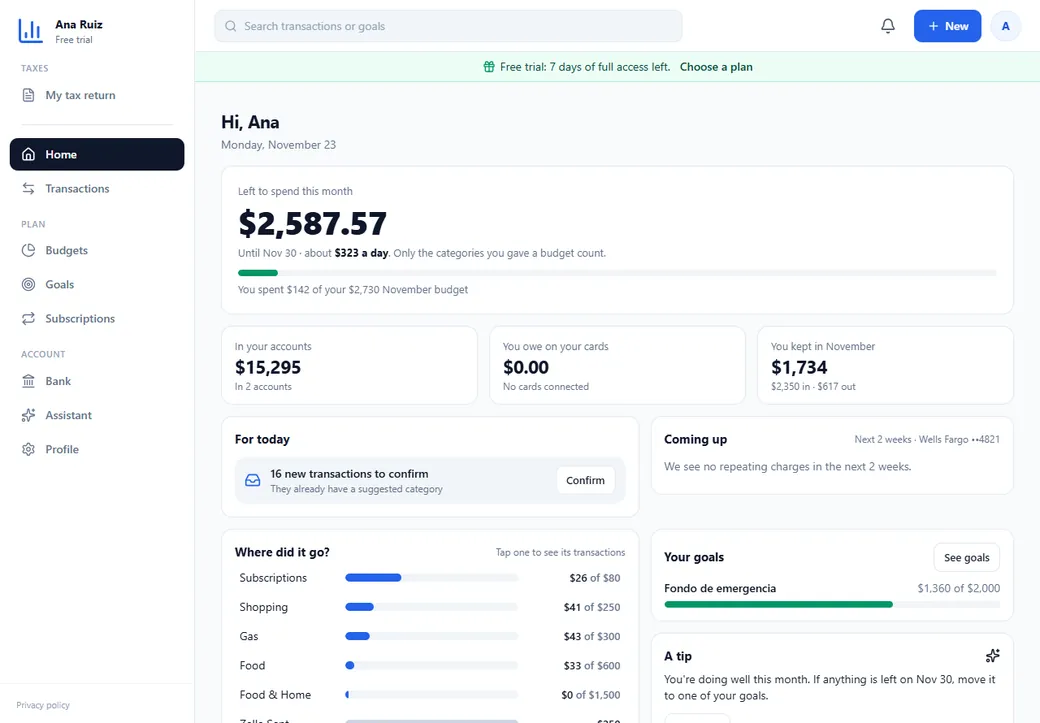 Ana Ruiz
Free trial
TAXES
My tax return
Home
Transactions
PLAN
Budgets
Goals
Subscriptions
ACCOUNT
Bank
Assistant
Profile
Privacy policy
Search transactions or goals
New
A
Free trial: 7 days of full access left. Choose a plan
Hi, Ana
Monday, November 23
Left to spend this month
$2,587.57
Until Nov 30 · about $323 a day. Only the categories you gave a budget count.
You spent $142 of your $2,730 November budget
In your accounts
$15,295
In 2 accounts
You owe on your cards
$0.00
No cards connected
You kept in November
$1,734
$2,350 in · $617 out
For today
16 new transactions to confirm
They already have a suggested category
Confirm
Coming up
Next 2 weeks · Wells Fargo ••4821
We see no repeating charges in the next 2 weeks.
Where did it go?
Tap one to see its transactions
Subscriptions $26 of $80
Shopping $41 of $250
Gas $43 of $300
Food $33 of $600
Food & Home $0 of $1,500
Your goals
See goals
Fondo de emergencia $1,360 of $2,000
A tip
You're doing well this month. If anything is left on Nov 30, move it
to one of your goals.